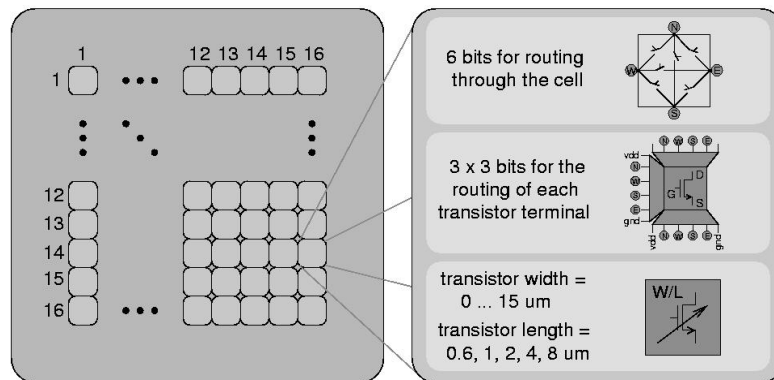 1
12 13 14 15 16
1
12
13
14
15
16
6 bits for routing
through the cell
N
W
E
S
3 x 3 bits for the
routing of each
transistor terminal
N W S E
vdd
N
W
S
E
gnd
D
G
S
vdd N W S E gnd
transistor width =
0 ... 15 um
transistor length =
0.6, 1, 2, 4, 8 um
W/L